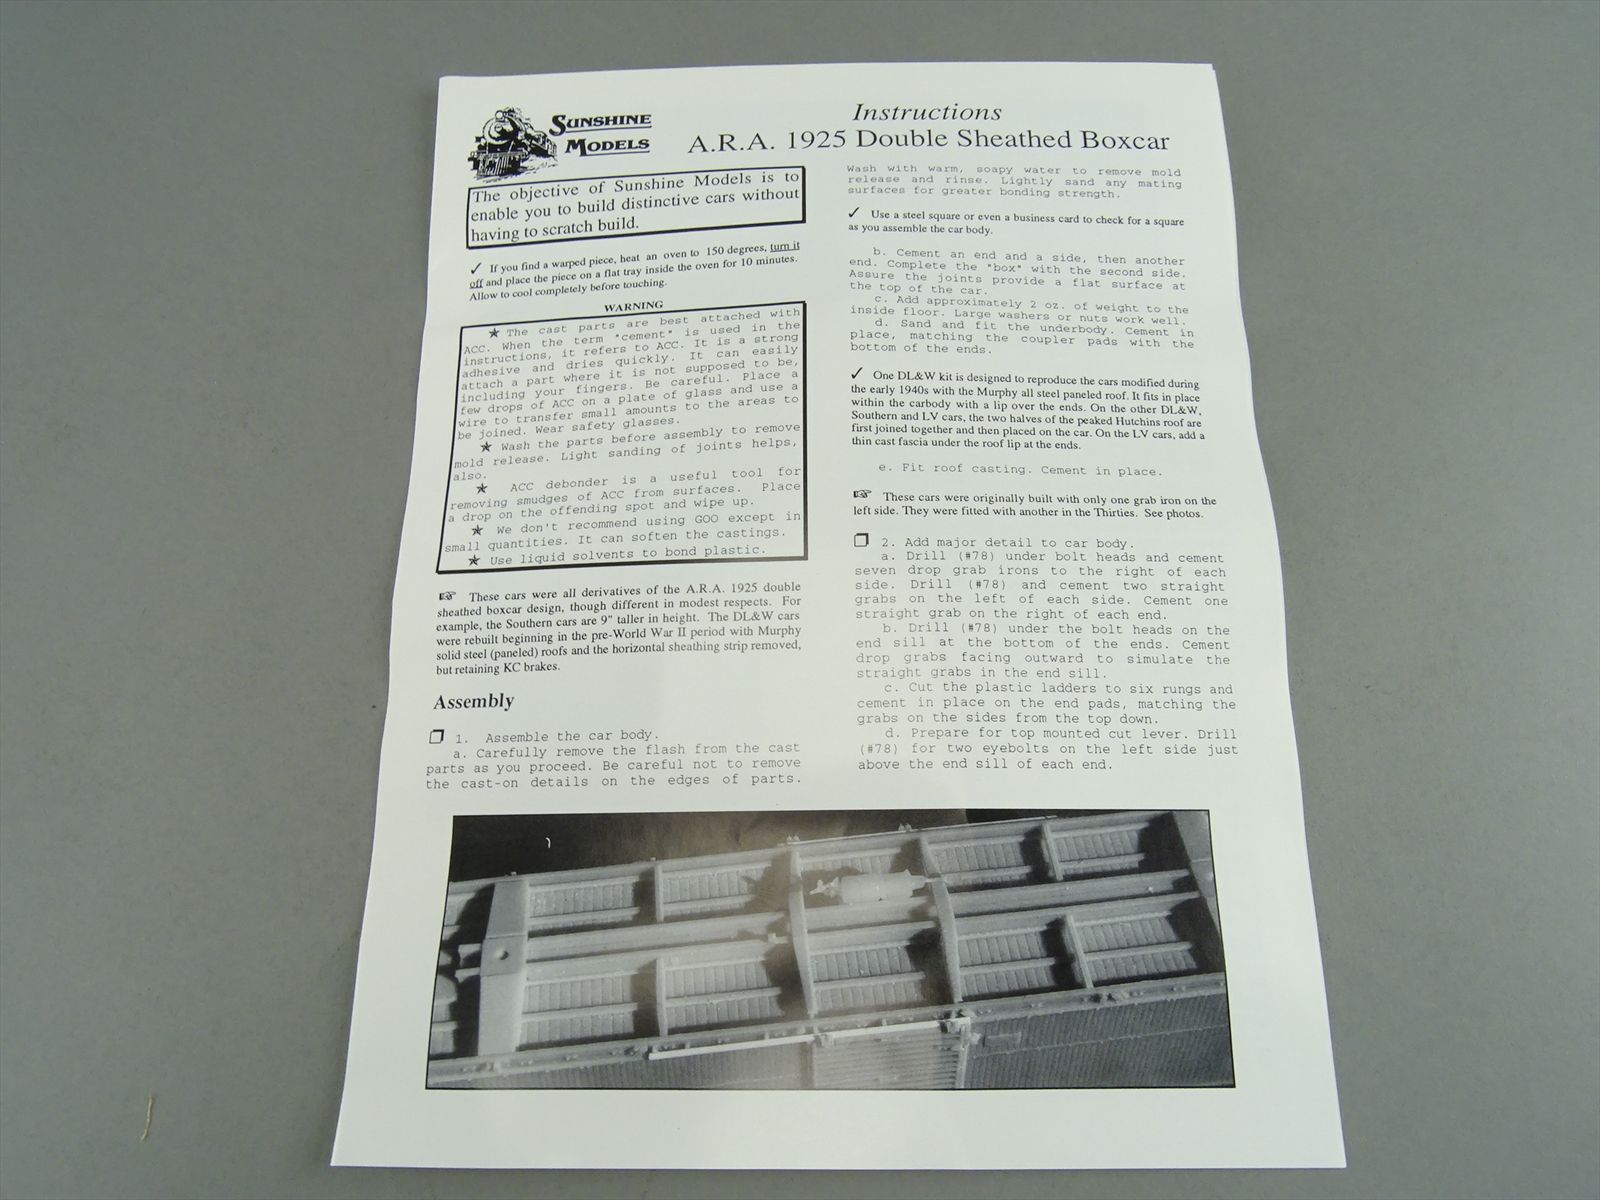 SUNSHINE
MODELS
Instructions
A.R.A. 1925 Double Sheathed Boxcar
The objective of Sunshine Models is to
enable you to build distinctive cars without
having to scratch build.
✓ If you find a warped piece, heat an oven to 150 degrees, turn it
off and place the piece on a flat tray inside the oven for 10 minutes.
Allow to cool completely before touching.
WARNING
★ The cast parts are best attached with
ACC. When the term "cement" is used in the
instructions, it refers to ACC. It is a strong
adhesive and dries quickly. It can easily
attach a part where it is not supposed to be,
including your fingers. Be careful. Place a
few drops of ACC on a plate of glass and use a
wire to transfer small amounts to the areas to
be joined. Wear safety glasses.
★ Wash the parts before assembly to remove
mold release. Light sanding of joints helps,
also.
★ ACC debonder is a useful tool for
removing smudges of ACC from surfaces. Place
a drop on the offending spot and wipe up.
★ We don't recommend using GOO except in
small quantities. It can soften the castings.
★ Use liquid solvents to bond plastic.
☞ These cars were all derivatives of the A.R.A. 1925 double
sheathed boxcar design, though different in modest respects. For
example, the Southern cars are 9" taller in height. The DL&W cars
were rebuilt beginning in the pre-World War II period with Murphy
solid steel (paneled) roofs and the horizontal sheathing strip removed,
but retaining KC brakes.
Assembly
❒ 1. Assemble the car body.
a. Carefully remove the flash from the cast
parts as you proceed. Be careful not to remove
the cast-on details on the edges of parts.
Wash with warm, soapy water to remove mold
release and rinse. Lightly sand any mating
surfaces for greater bonding strength.
✓ Use a steel square or even a business card to check for a square
as you assemble the car body.
b. Cement an end and a side, then another
end. Complete the "box" with the second side.
Assure the joints provide a flat surface at
the top of the car.
c. Add approximately 2 oz. of weight to the
inside floor. Large washers or nuts work well.
d. Sand and fit the underbody. Cement in
place, matching the coupler pads with the
bottom of the ends.
✓ One DL&W kit is designed to reproduce the cars modified during
the early 1940s with the Murphy all steel paneled roof. It fits in place
within the carbody with a lip over the ends. On the other DL&W,
Southern and LV cars, the two halves of the peaked Hutchins roof are
first joined together and then placed on the car. On the LV cars, add a
thin cast fascia under the roof lip at the ends.
e. Fit roof casting. Cement in place.
☞ These cars were originally built with only one grab iron on the
left side. They were fitted with another in the Thirties. See photos.
❒ 2. Add major detail to car body.
a. Drill (#78) under bolt heads and cement
seven drop grab irons to the right of each
side. Drill (#78) and cement two straight
grabs on the left of each side. Cement one
straight grab on the right of each end.
b. Drill (#78) under the bolt heads on the
end sill at the bottom of the ends. Cement
drop grabs facing outward to simulate the
straight grabs in the end sill.
c. Cut the plastic ladders to six rungs and
cement in place on the end pads, matching the
grabs on the sides from the top down.
d. Prepare for top mounted cut lever. Drill
(#78) for two eyebolts on the left side just
above the end sill of each end.